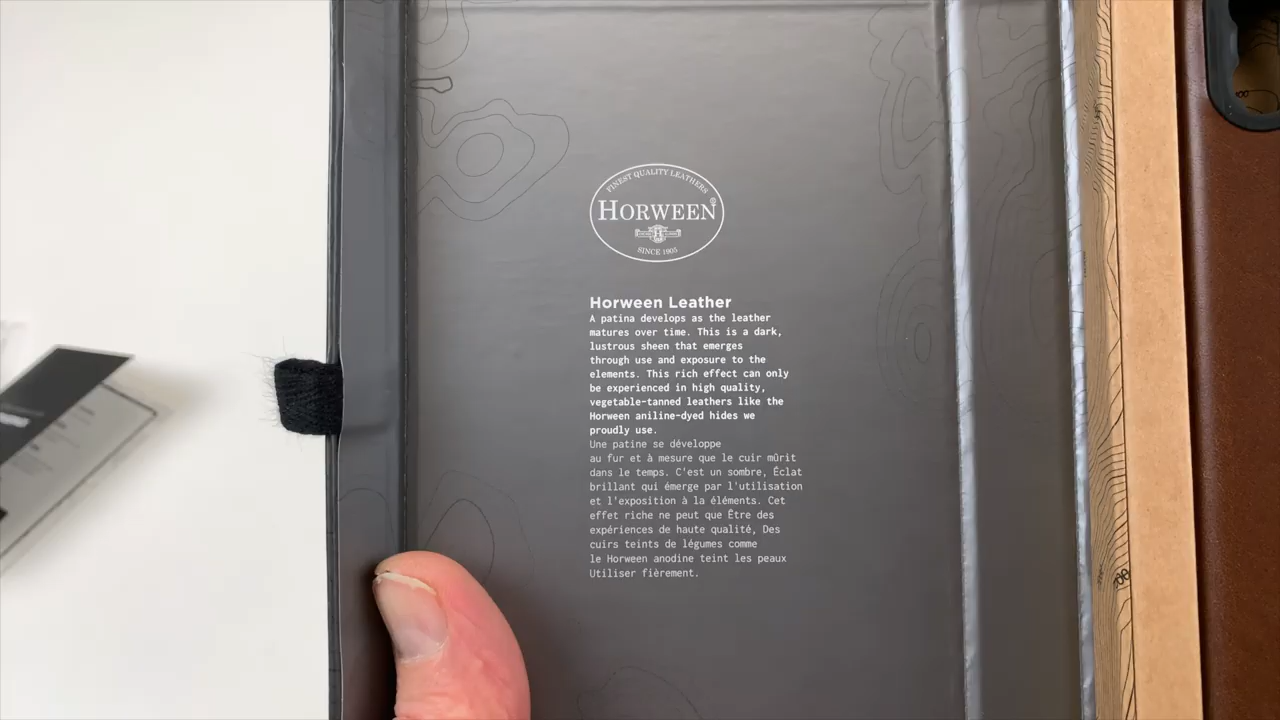 FINEST QUALITY LEATHERS
HORWEEN®
SINCE 1905
Horween Leather
A patina develops as the leather
matures over time. This is a dark,
lustrous sheen that emerges
through use and exposure to the
elements. This rich effect can only
be experienced in high quality,
vegetable-tanned leathers like the
Horween aniline-dyed hides we
proudly use.
Une patine se développe
au fur et à mesure que le cuir mûrit
dans le temps. C'est un sombre, Éclat
brillant qui émerge par l'utilisation
et l'exposition à la éléments. Cet
effet riche ne peut que Être des
expériences de haute qualité, Des
cuirs teints de légumes comme
le Horween anodine teint les peaux
Utiliser fièrement.